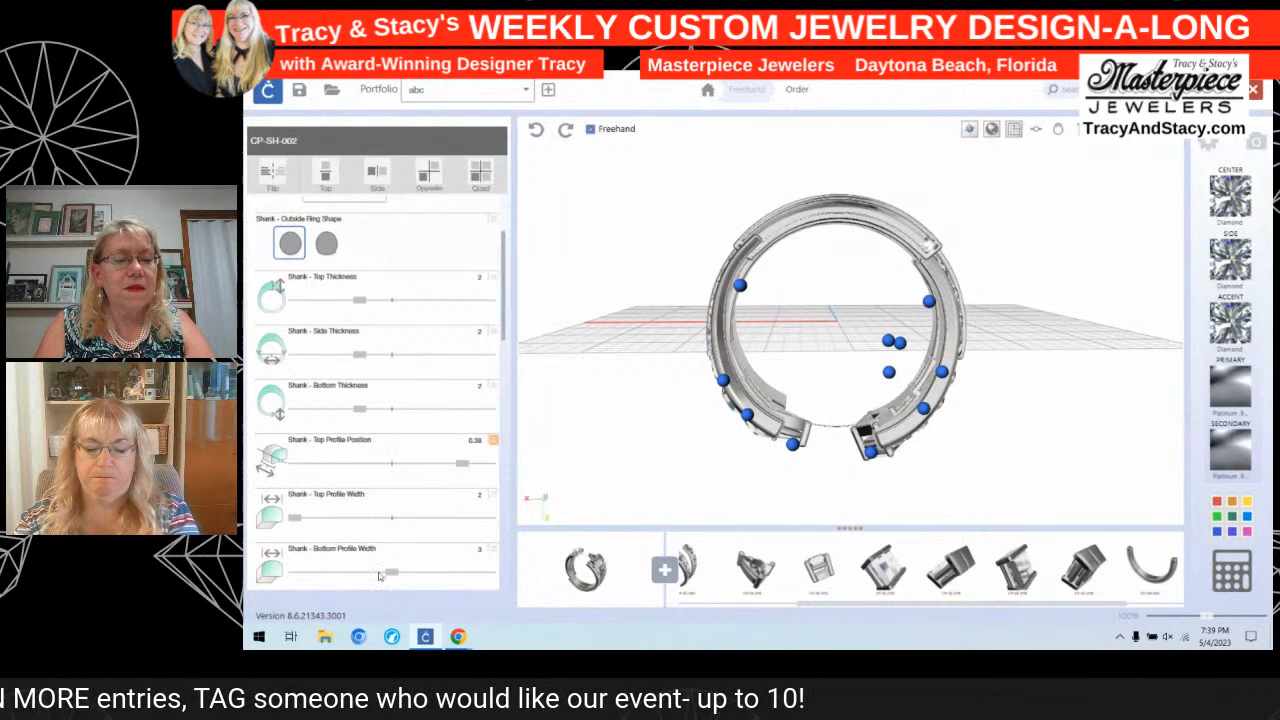 Tracy & Stacy's WEEKLY CUSTOM JEWELRY DESIGN-A-LONG
with Award-Winning Designer Tracy
Masterpiece Jewelers Daytona Beach, Florida
Tracy & Stacy's
Masterpiece
JEWELERS
TracyAndStacy.com
Portfolio abc
Freehand Order
CP-SH-002
Flip Top Side Opposite Quad
Freehand
Shank - Outside Ring Shape
Shank - Top Thickness 2
Shank - Side Thickness 2
Shank - Bottom Thickness 2
Shank - Top Profile Position 0.38
Shank - Top Profile Width 2
Shank - Bottom Profile Width 3
CENTER
Diamond
SIDE
Diamond
ACCENT
Diamond
PRIMARY
Platinum
SECONDARY
Platinum
Version 8.6.21343.3001
100%
7:39 PM
5/4/2023
MORE entries, TAG someone who would like our event- up to 10!